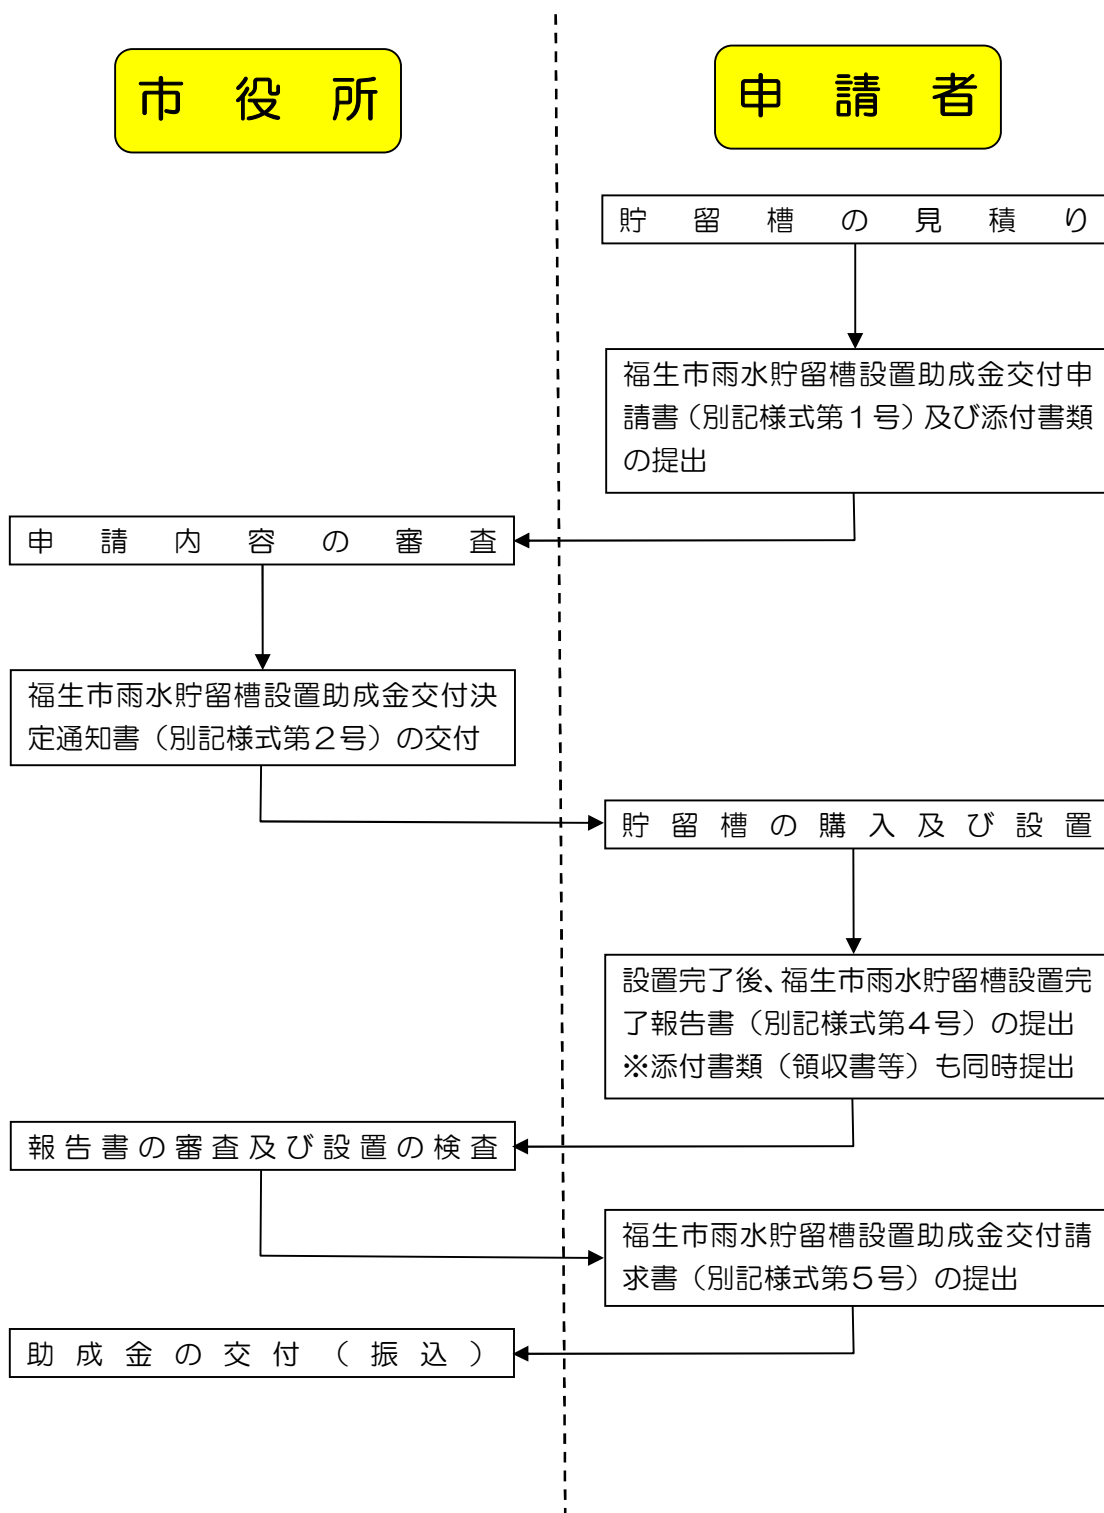 市役所
申請者
貯留槽の見積り
福生市雨水貯留槽設置助成金交付申
請書（別記様式第１号）及び添付書類
の提出
申請内容の審査
福生市雨水貯留槽設置助成金交付決
定通知書（別記様式第２号）の交付
貯留槽の購入及び設置
設置完了後、福生市雨水貯留槽設置完
了報告書（別記様式第４号）の提出
※添付書類（領収書等）も同時提出
報告書の審査及び設置の検査
福生市雨水貯留槽設置助成金交付請
求書（別記様式第５号）の提出
助成金の交付（振込）